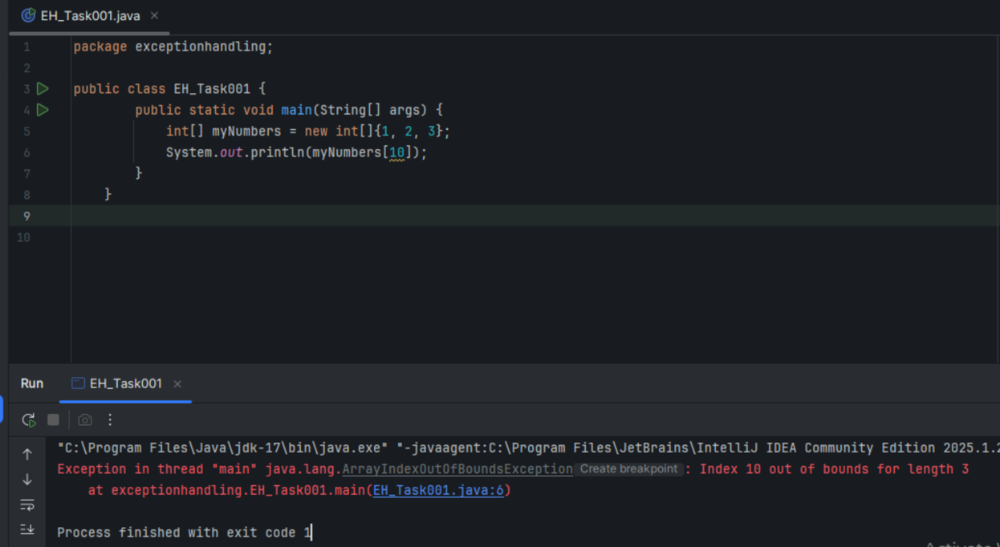 EH_Task001.java
1 package exceptionhandling;
2
3 public class EH_Task001 {
4 public static void main(String[] args) {
5 int[] myNumbers = new int[]{1, 2, 3};
6 System.out.println(myNumbers[10]);
7 }
8 }
9
10
Run EH_Task001
"C:\Program Files\Java\jdk-17\bin\java.exe" "-javaagent:C:\Program Files\JetBrains\IntelliJ IDEA Community Edition 2025.1.2
Exception in thread "main" java.lang.ArrayIndexOutOfBoundsException Create breakpoint : Index 10 out of bounds for length 3
at exceptionhandling.EH_Task001.main(EH_Task001.java:6)
Process finished with exit code 1